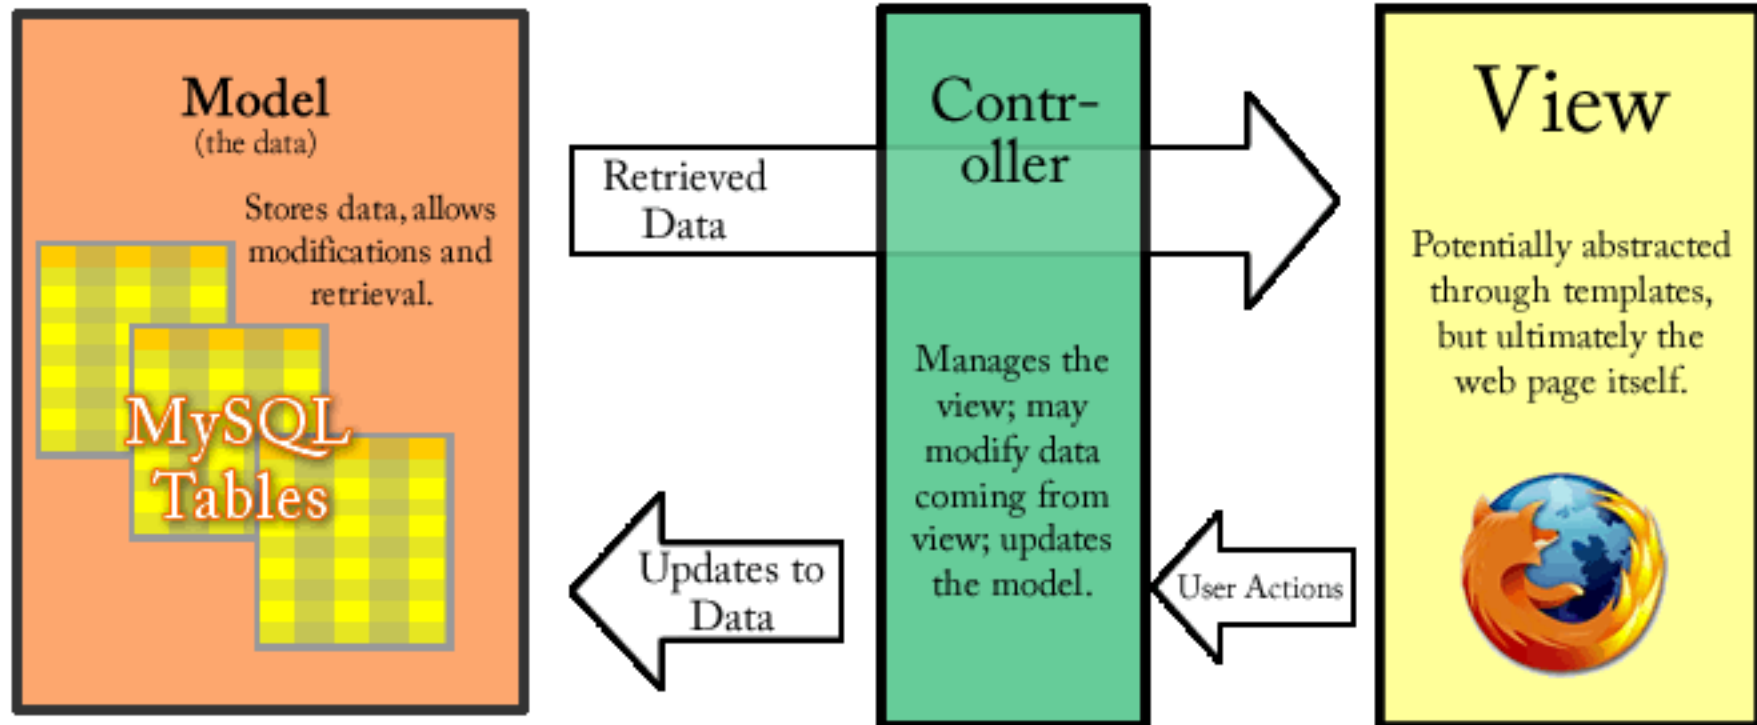 Model
(the data)
Stores data, allows
modifications and
retrieval.
MySQL
Tables
Retrieved
Data
Updates to
Data
Contr-
oller
Manages the
view; may
modify data
coming from
view; updates
the model.
User Actions
View
Potentially abstracted
through templates,
but ultimately the
web page itself.